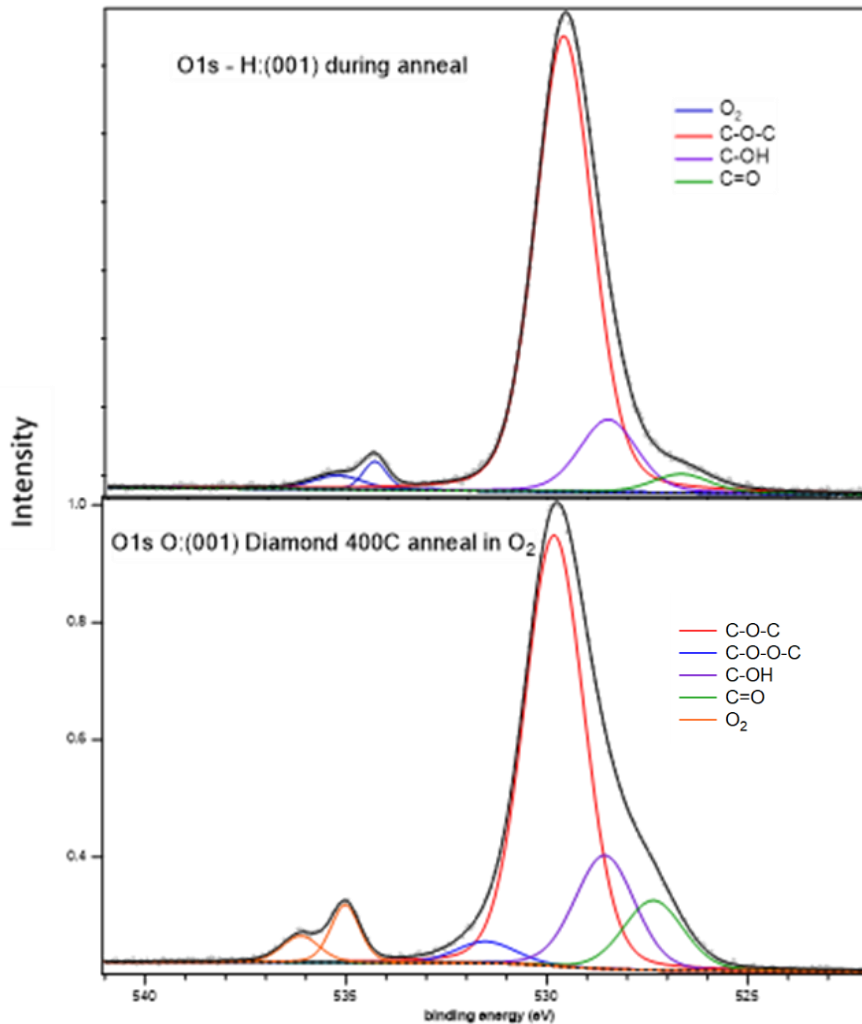 O1s - H:(001) during anneal
O₂
C-O-C
C-OH
C=O
Intensity
1.0
O1s O:(001) Diamond 400C anneal in O₂
0.8
C-O-C
C-O-O-C
C-OH
C=O
O₂
0.6
0.4
540 535 530 525
binding energy (eV)